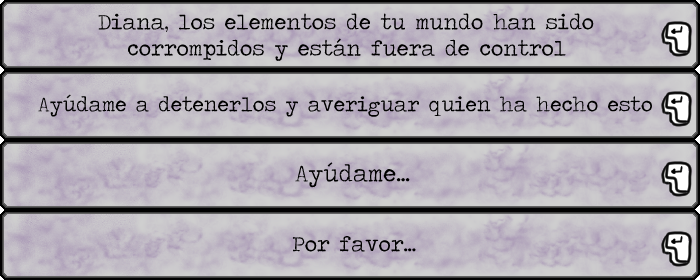 Diana, los elementos de tu mundo han sido
corrompidos y están fuera de control
Ayúdame a detenerlos y averiguar quien ha hecho esto
Ayúdame...
Por favor...